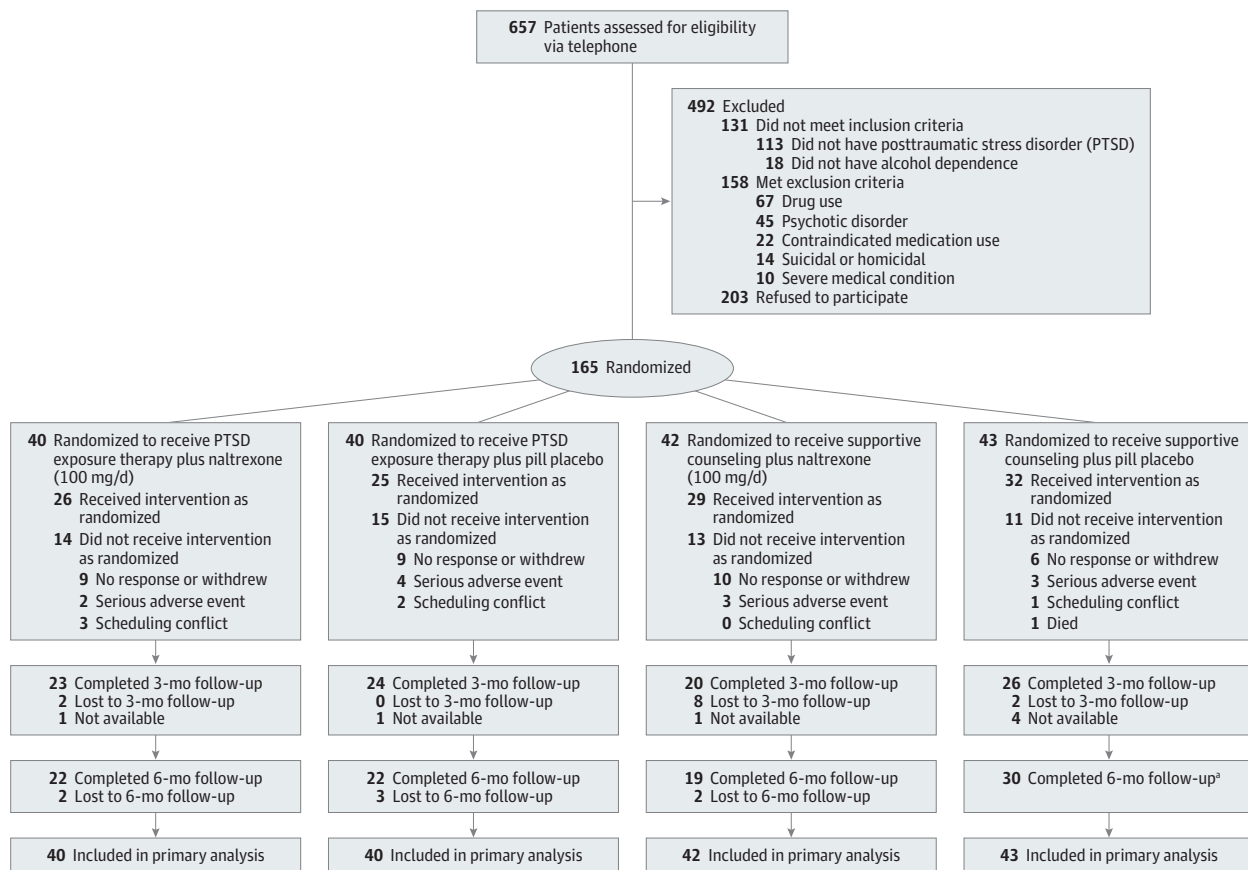 657 Patients assessed for eligibility
via telephone
492 Excluded
131 Did not meet inclusion criteria
113 Did not have posttraumatic stress disorder (PTSD)
18 Did not have alcohol dependence
158 Met exclusion criteria
67 Drug use
45 Psychotic disorder
22 Contraindicated medication use
14 Suicidal or homicidal
10 Severe medical condition
203 Refused to participate
165 Randomized
40 Randomized to receive PTSD
exposure therapy plus naltrexone
(100 mg/d)
26 Received intervention as
randomized
14 Did not receive intervention
as randomized
9 No response or withdrew
2 Serious adverse event
3 Scheduling conflict
40 Randomized to receive PTSD
exposure therapy plus pill placebo
25 Received intervention as
randomized
15 Did not receive intervention
as randomized
9 No response or withdrew
4 Serious adverse event
2 Scheduling conflict
42 Randomized to receive supportive
counseling plus naltrexone
(100 mg/d)
29 Received intervention as
randomized
13 Did not receive intervention
as randomized
10 No response or withdrew
3 Serious adverse event
0 Scheduling conflict
43 Randomized to receive supportive
counseling plus pill placebo
32 Received intervention as
randomized
11 Did not receive intervention
as randomized
6 No response or withdrew
3 Serious adverse event
1 Scheduling conflict
1 Died
23 Completed 3-mo follow-up
2 Lost to 3-mo follow-up
1 Not available
24 Completed 3-mo follow-up
0 Lost to 3-mo follow-up
1 Not available
20 Completed 3-mo follow-up
8 Lost to 3-mo follow-up
1 Not available
26 Completed 3-mo follow-up
2 Lost to 3-mo follow-up
4 Not available
22 Completed 6-mo follow-up
2 Lost to 6-mo follow-up
22 Completed 6-mo follow-up
3 Lost to 6-mo follow-up
19 Completed 6-mo follow-up
2 Lost to 6-mo follow-up
30 Completed 6-mo follow-upᵃ
40 Included in primary analysis
40 Included in primary analysis
42 Included in primary analysis
43 Included in primary analysis